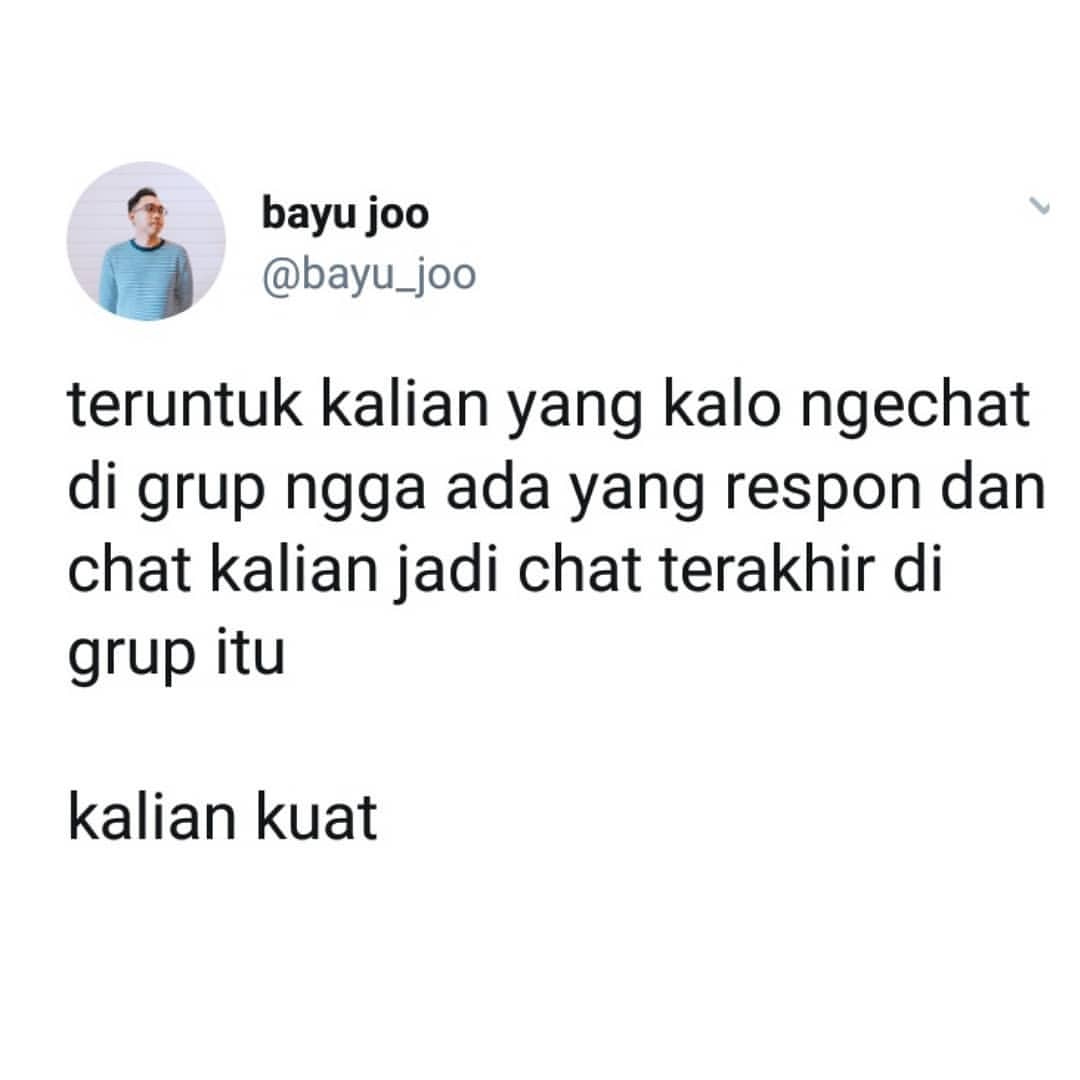 bayu joo
@bayu_joo
teruntuk kalian yang kalo ngechat
di grup ngga ada yang respon dan
chat kalian jadi chat terakhir di
grup itu
kalian kuat